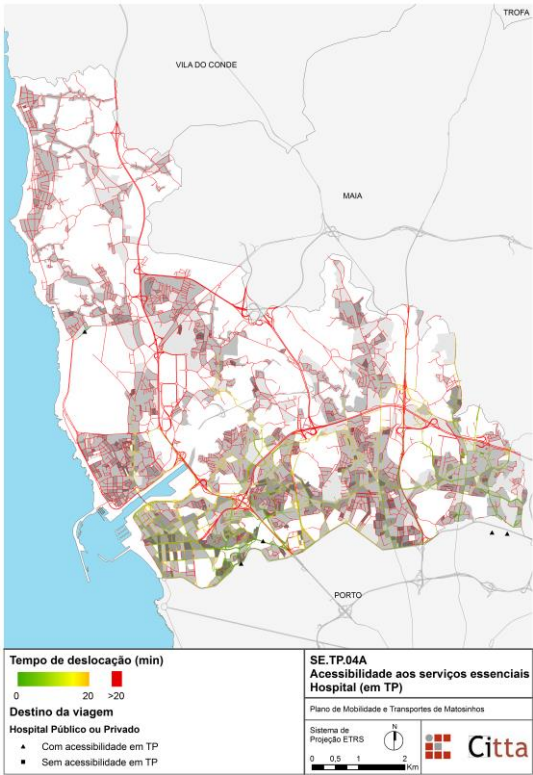 TROFA
VILA DO CONDE
MAIA
PORTO
Tempo de deslocação (min)
0 20 >20
Destino da viagem
Hospital Público ou Privado
Com acessibilidade em TP
Sem acessibilidade em TP
SE.TP.04A
Acessibilidade aos serviços essenciais
Hospital (em TP)
Plano de Mobilidade e Transportes de Matosinhos
Sistema de
Projeção ETRS
N
0 0,5 1 2
Km
Citta